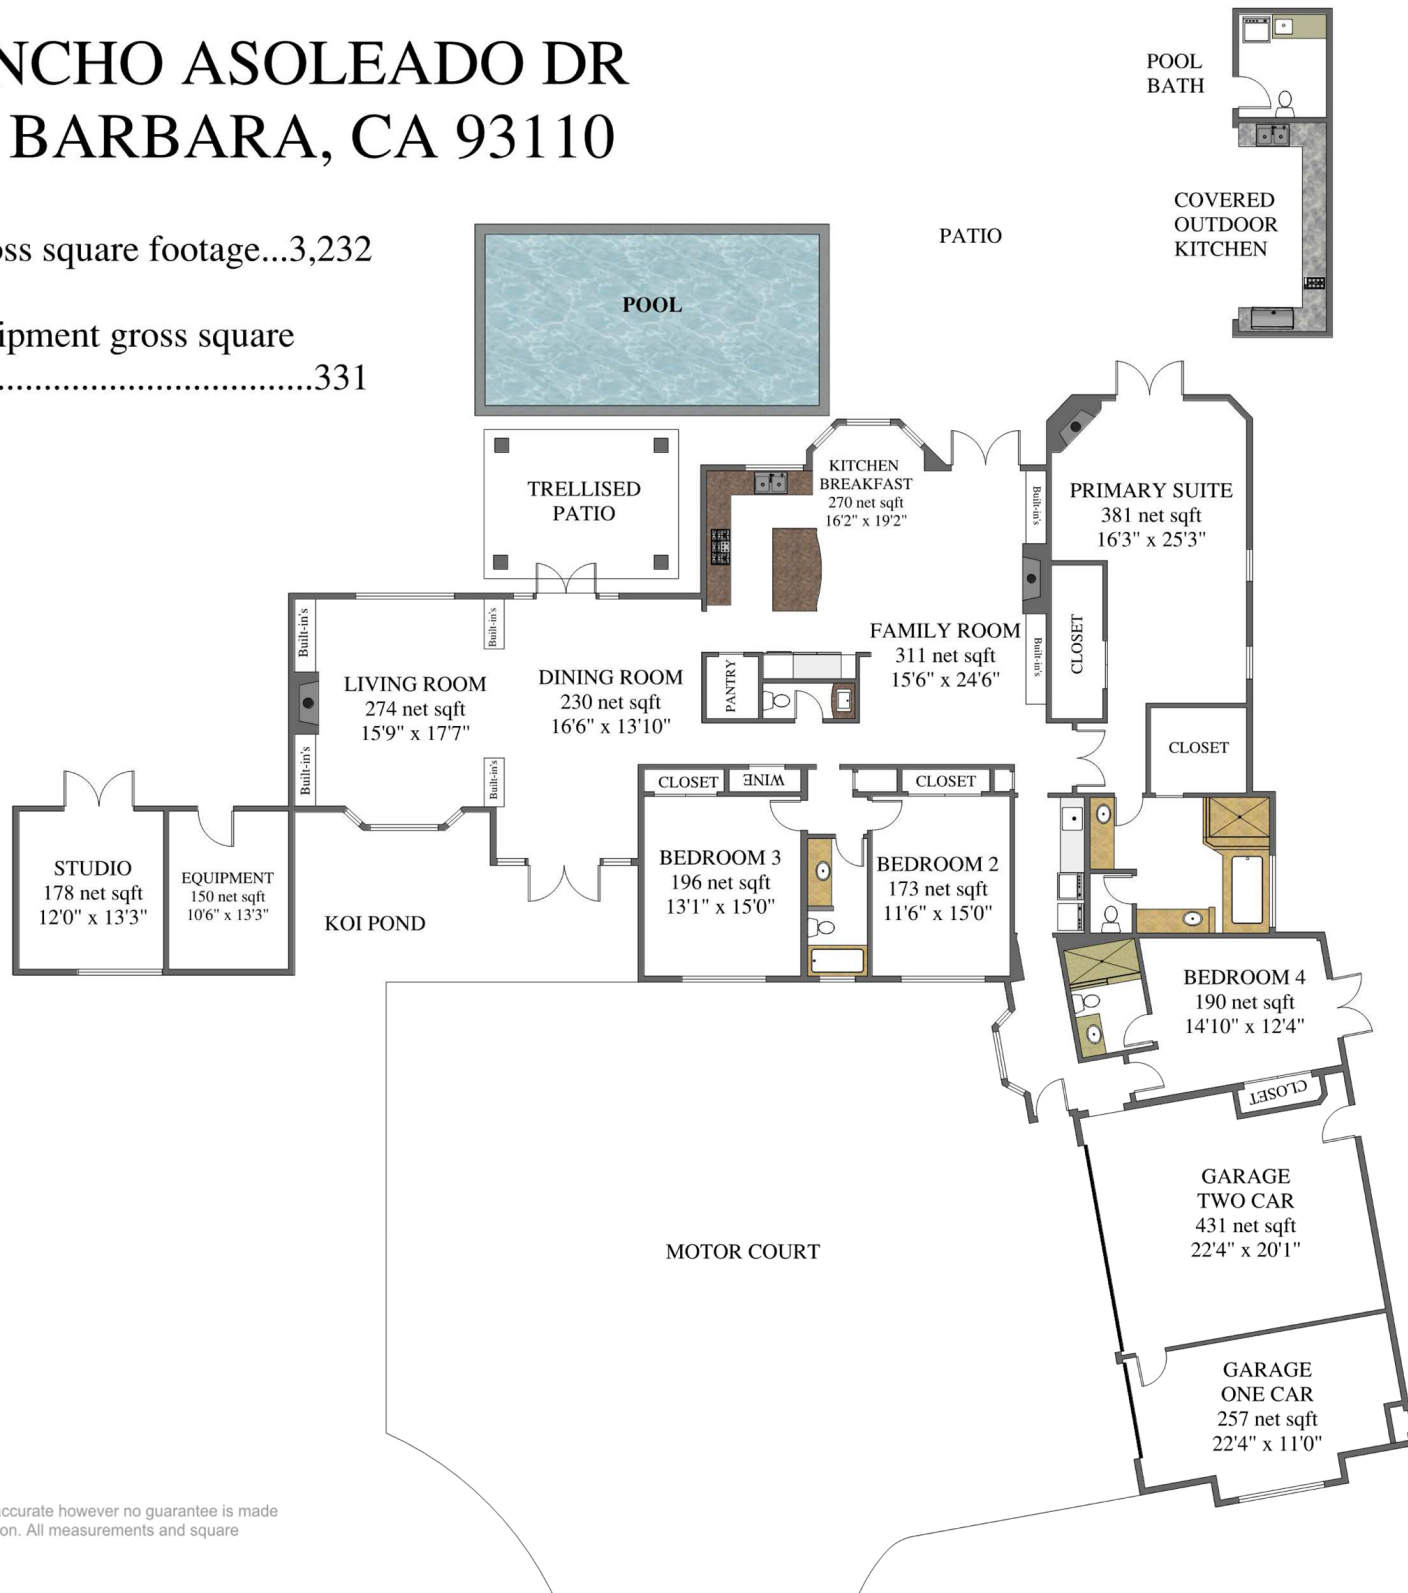 NCHO ASOLEADO DR
BARBARA, CA 93110
oss square footage...3,232
ipment gross square
..................................331
POOL
BATH
COVERED
OUTDOOR
KITCHEN
PATIO
POOL
TRELLISED
PATIO
KITCHEN
BREAKFAST
270 net sqft
16'2" x 19'2"
Built-in's
PRIMARY SUITE
381 net sqft
16'3" x 25'3"
CLOSET
FAMILY ROOM
311 net sqft
15'6" x 24'6"
Built-in's
Built-in's
Built-in's
LIVING ROOM
274 net sqft
15'9" x 17'7"
DINING ROOM
230 net sqft
16'6" x 13'10"
PANTRY
Built-in's
Built-in's
CLOSET
CLOSET
WINE
CLOSET
STUDIO
178 net sqft
12'0" x 13'3"
EQUIPMENT
150 net sqft
10'6" x 13'3"
KOI POND
BEDROOM 3
196 net sqft
13'1" x 15'0"
BEDROOM 2
173 net sqft
11'6" x 15'0"
BEDROOM 4
190 net sqft
14'10" x 12'4"
CLOSET
GARAGE
TWO CAR
431 net sqft
22'4" x 20'1"
MOTOR COURT
GARAGE
ONE CAR
257 net sqft
22'4" x 11'0"
accurate however no guarantee is made
on. All measurements and square